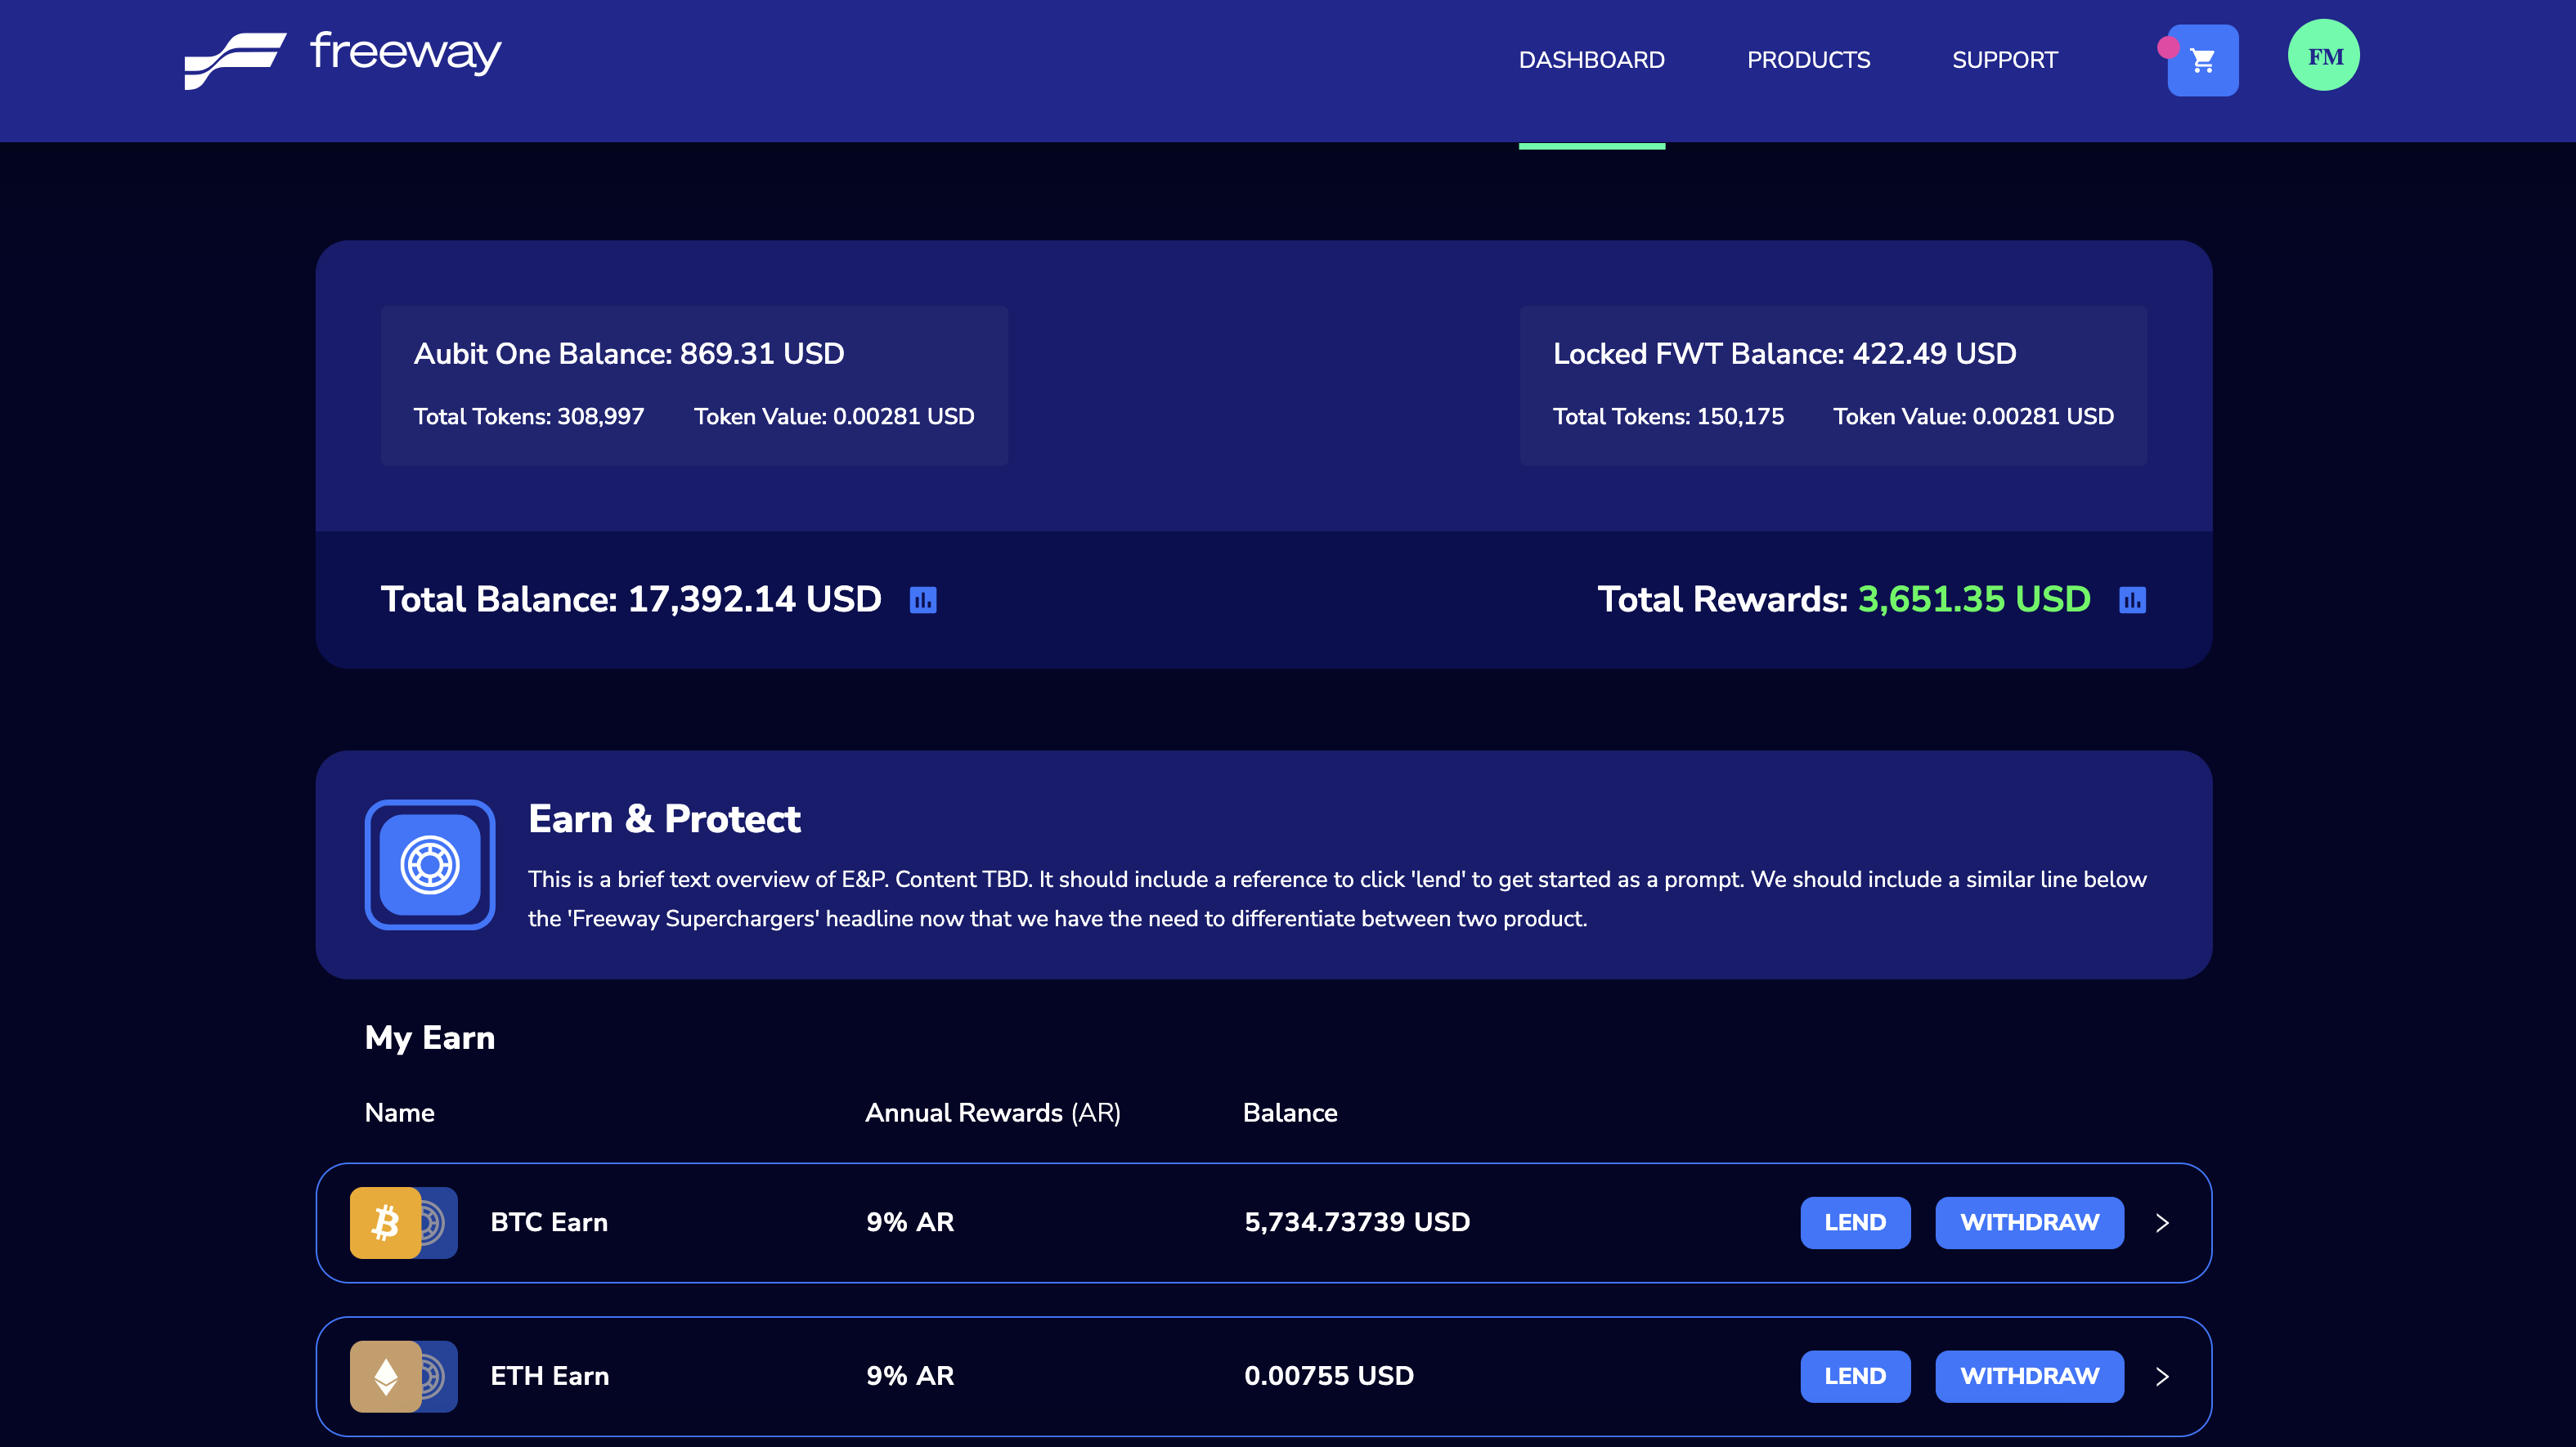 freeway
DASHBOARD
PRODUCTS
SUPPORT
FM
Aubit One Balance: 869.31 USD
Total Tokens: 308,997 Token Value: 0.00281 USD
Locked FWT Balance: 422.49 USD
Total Tokens: 150,175 Token Value: 0.00281 USD
Total Balance: 17,392.14 USD
Total Rewards: 3,651.35 USD
Earn & Protect
This is a brief text overview of E&P. Content TBD. It should include a reference to click 'lend' to get started as a prompt. We should include a similar line below
the 'Freeway Superchargers' headline now that we have the need to differentiate between two product.
My Earn
Name Annual Rewards (AR) Balance
BTC Earn 9% AR 5,734.73739 USD LEND WITHDRAW
ETH Earn 9% AR 0.00755 USD LEND WITHDRAW